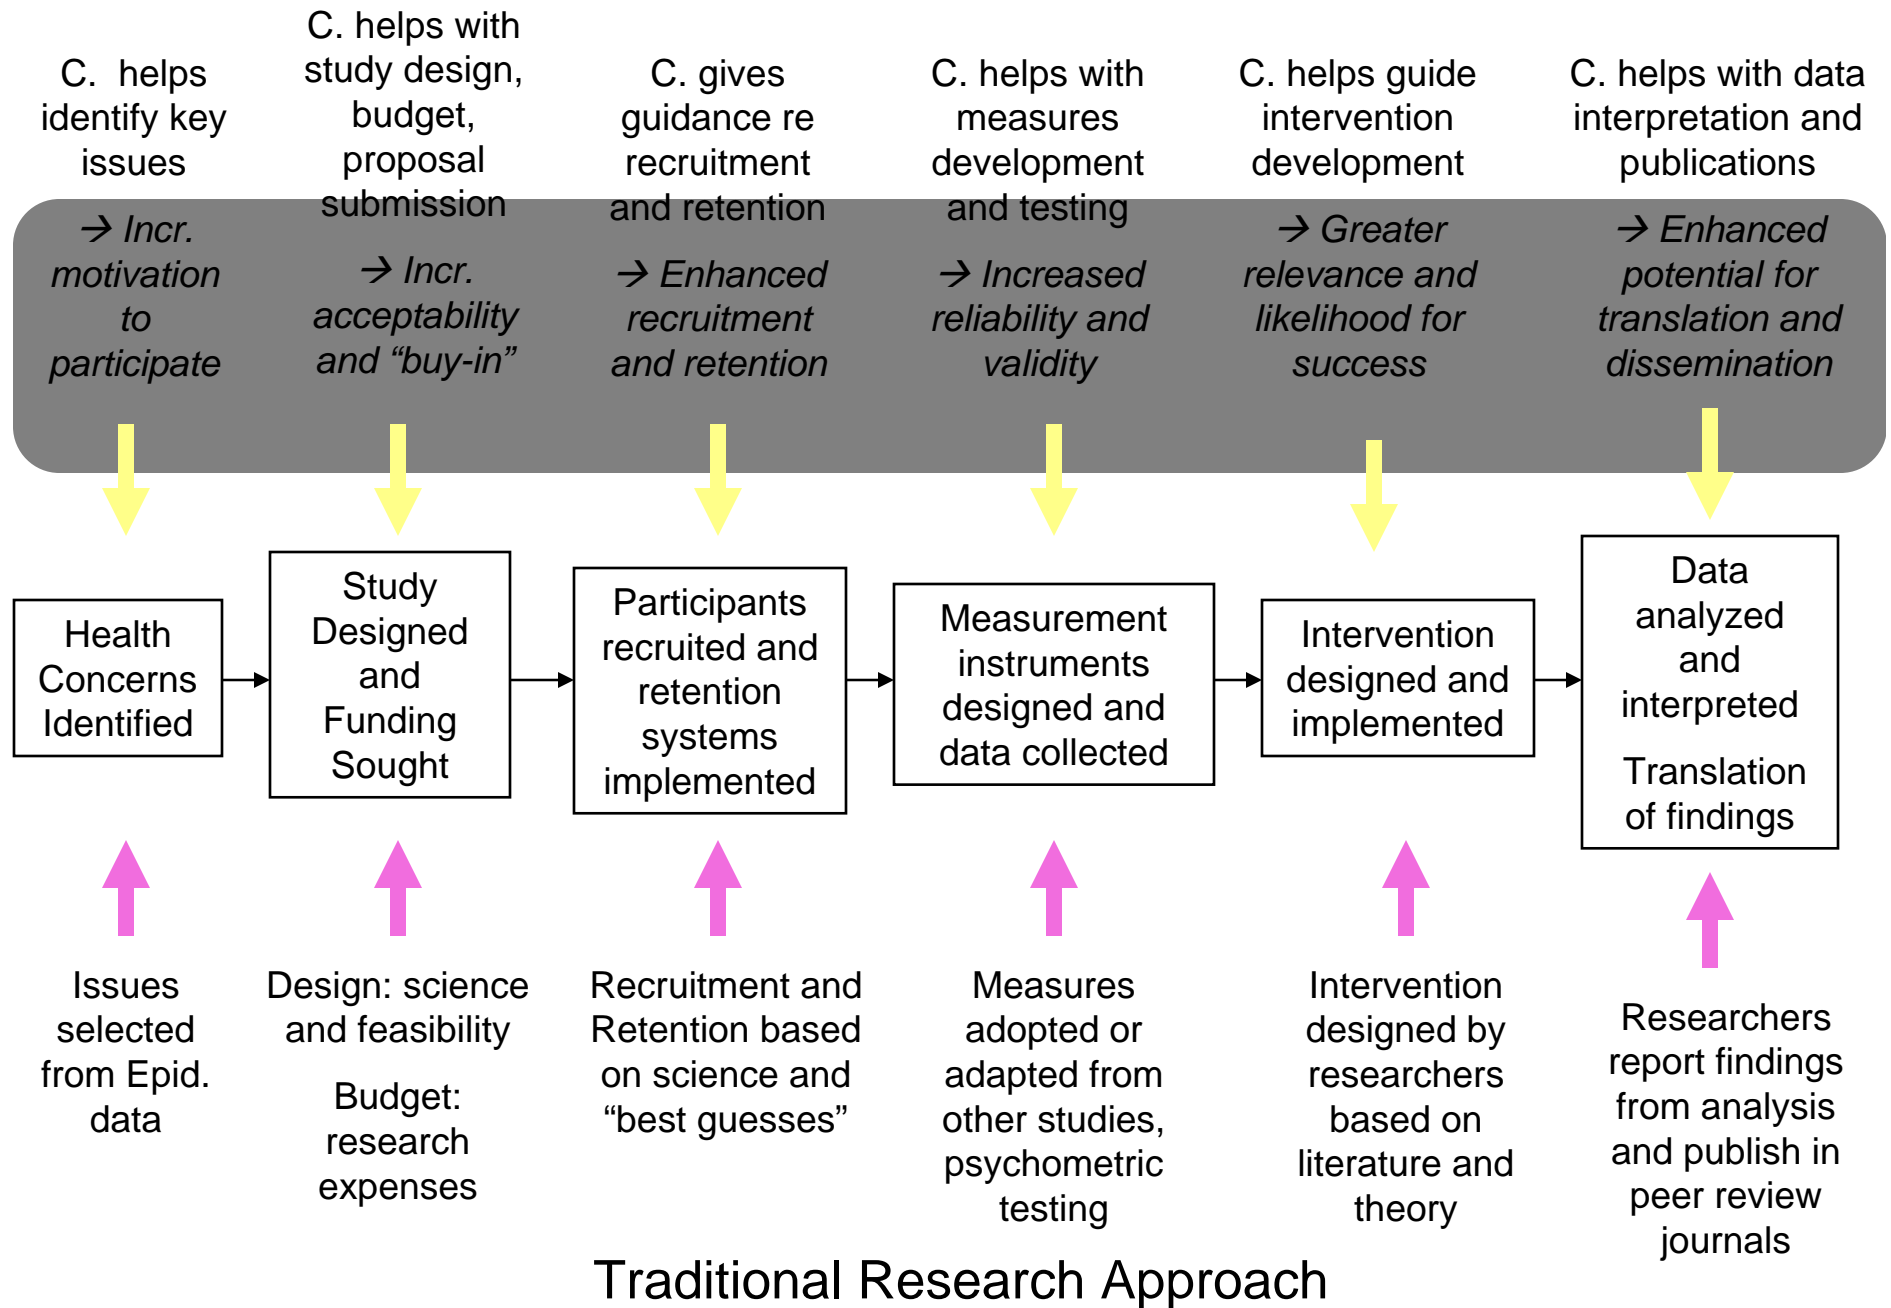 C. helps
identify key
issues
→ Incr.
motivation
to
participate
C. helps with
study design,
budget,
proposal
submission
→ Incr.
acceptability
and “buy-in”
C. gives
guidance re
recruitment
and retention
→ Enhanced
recruitment
and retention
C. helps with
measures
development
and testing
→ Increased
reliability and
validity
C. helps guide
intervention
development
→ Greater
relevance and
likelihood for
success
C. helps with data
interpretation and
publications
→ Enhanced
potential for
translation and
dissemination
Health
Concerns
Identified
Study
Designed
and
Funding
Sought
Participants
recruited and
retention
systems
implemented
Measurement
instruments
designed and
data collected
Intervention
designed and
implemented
Data
analyzed
and
interpreted
Translation
of findings
Issues
selected
from Epid.
data
Design: science
and feasibility
Budget:
research
expenses
Recruitment and
Retention based
on science and
“best guesses”
Measures
adopted or
adapted from
other studies,
psychometric
testing
Intervention
designed by
researchers
based on
literature and
theory
Researchers
report findings
from analysis
and publish in
peer review
journals
Traditional Research Approach